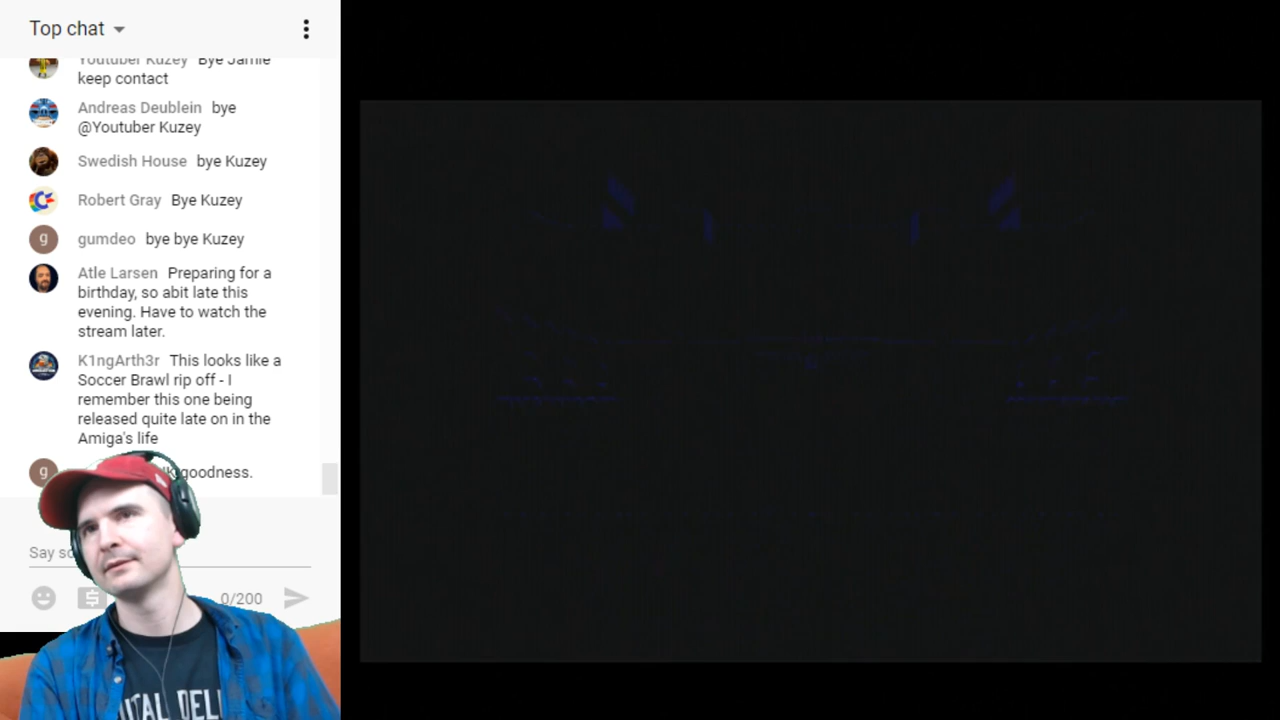 Top chat
Youtuber Kuzey Bye Jamie
keep contact
Andreas Deublein bye
@Youtuber Kuzey
Swedish House bye Kuzey
Robert Gray Bye Kuzey
g
gumdeo bye bye Kuzey
Atle Larsen Preparing for a
birthday, so abit late this
evening. Have to watch the
stream later.
K1ngArth3r This looks like a
Soccer Brawl rip off - I
remember this one being
released quite late on in the
Amiga's life
g
goodness.
Say
0/200